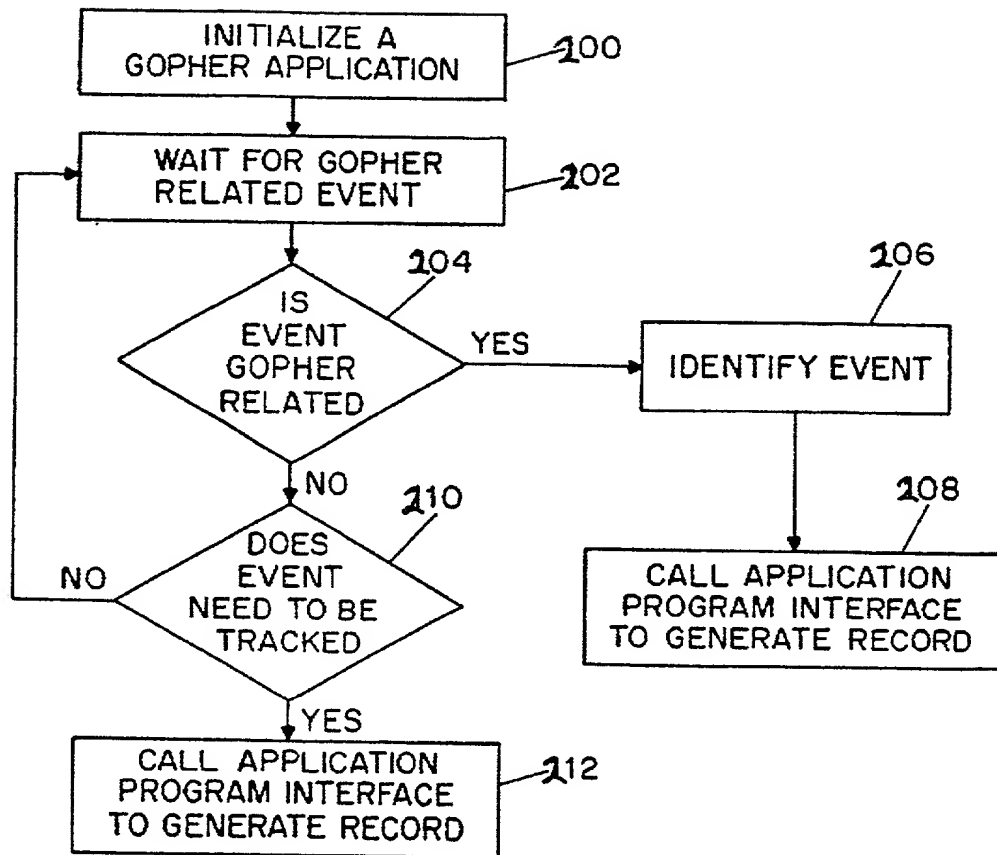 INITIALIZE A
GOPHER APPLICATION
200
WAIT FOR GOPHER
RELATED EVENT
202
204
IS
EVENT
GOPHER
RELATED
YES
206
IDENTIFY EVENT
NO
210
DOES
EVENT
NEED TO BE
TRACKED
NO
208
CALL APPLICATION
PROGRAM INTERFACE
TO GENERATE RECORD
YES
CALL APPLICATION
PROGRAM INTERFACE
TO GENERATE RECORD
212